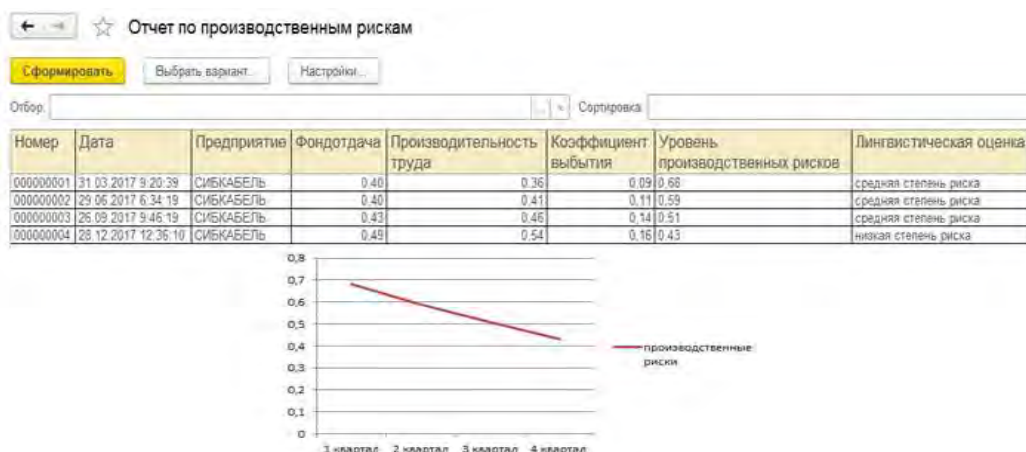 Отчет по производственным рискам
Сформировать Выбрать вариант... Настройки...
Отбор: Сортировка:
Номер Дата Предприятие Фондотдача Производительность труда Коэффициент выбытия Уровень производственных рисков Лингвистическая оценка
000000001 31.03.2017 9:20:39 СИБКАБЕЛЬ 0.40 0.36 0.09 0.68 средняя степень риска
000000002 29.06.2017 6:34:19 СИБКАБЕЛЬ 0.40 0.41 0.11 0.59 средняя степень риска
000000003 26.09.2017 9:46:19 СИБКАБЕЛЬ 0.43 0.46 0.14 0.51 средняя степень риска
000000004 28.12.2017 12:36:10 СИБКАБЕЛЬ 0.49 0.54 0.16 0.43 низкая степень риска
0,8
0,7
0,6
0,5
0,4
0,3
0,2
0,1
0
производственные
риски
1 квартал 2 квартал 3 квартал 4 квартал